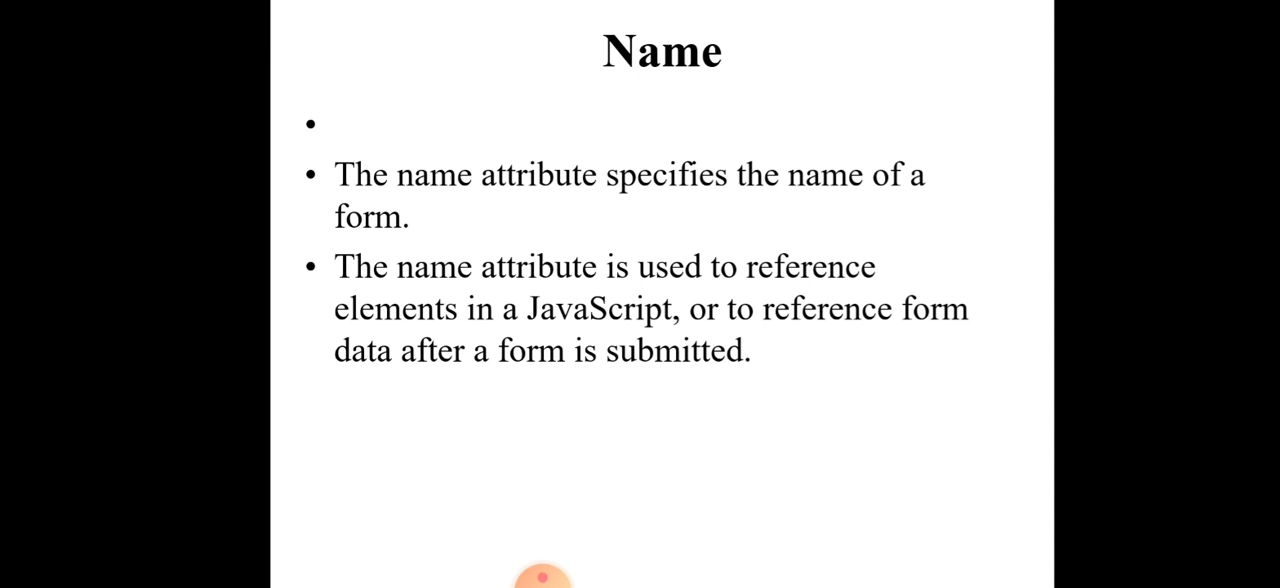 Name
•
• The name attribute specifies the name of a
form.
• The name attribute is used to reference
elements in a JavaScript, or to reference form
data after a form is submitted.